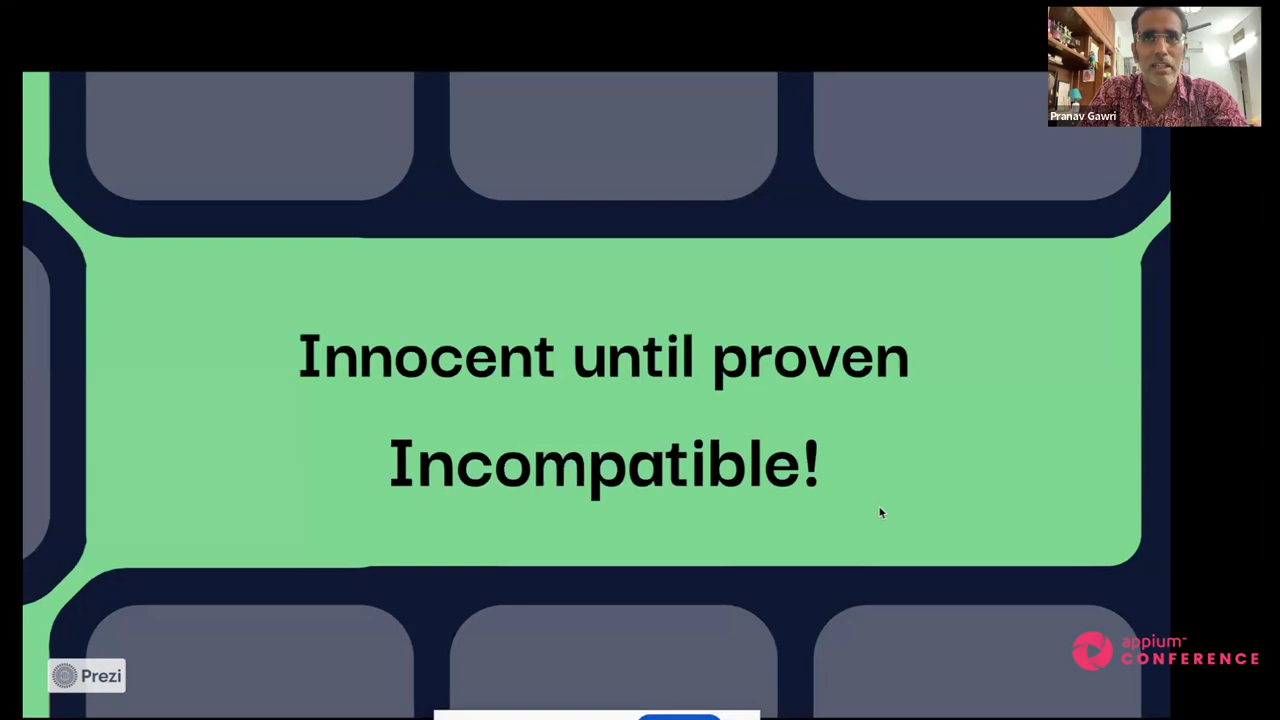 Pranav Gawri
Innocent until proven
Incompatible!
appium
CONFERENCE
Prezi